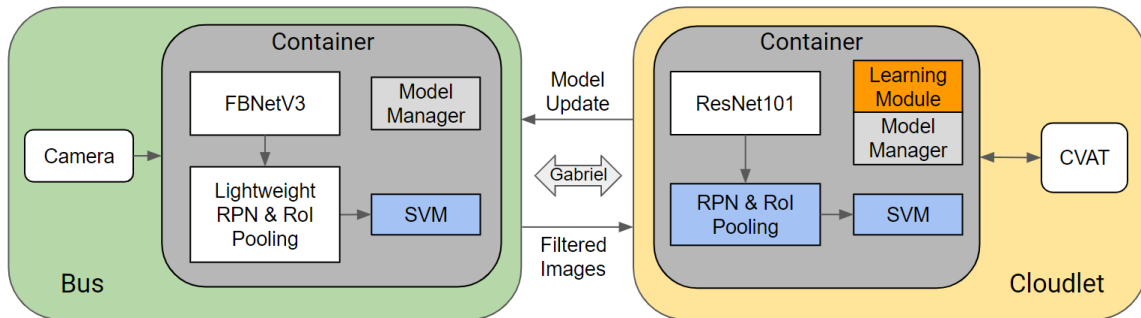 Container
FBNetV3
Model
Manager
Camera
Lightweight
RPN & RoI
Pooling
SVM
Bus
Model
Update
Gabriel
Filtered
Images
Container
ResNet101
Learning
Module
Model
Manager
RPN & RoI
Pooling
SVM
CVAT
Cloudlet